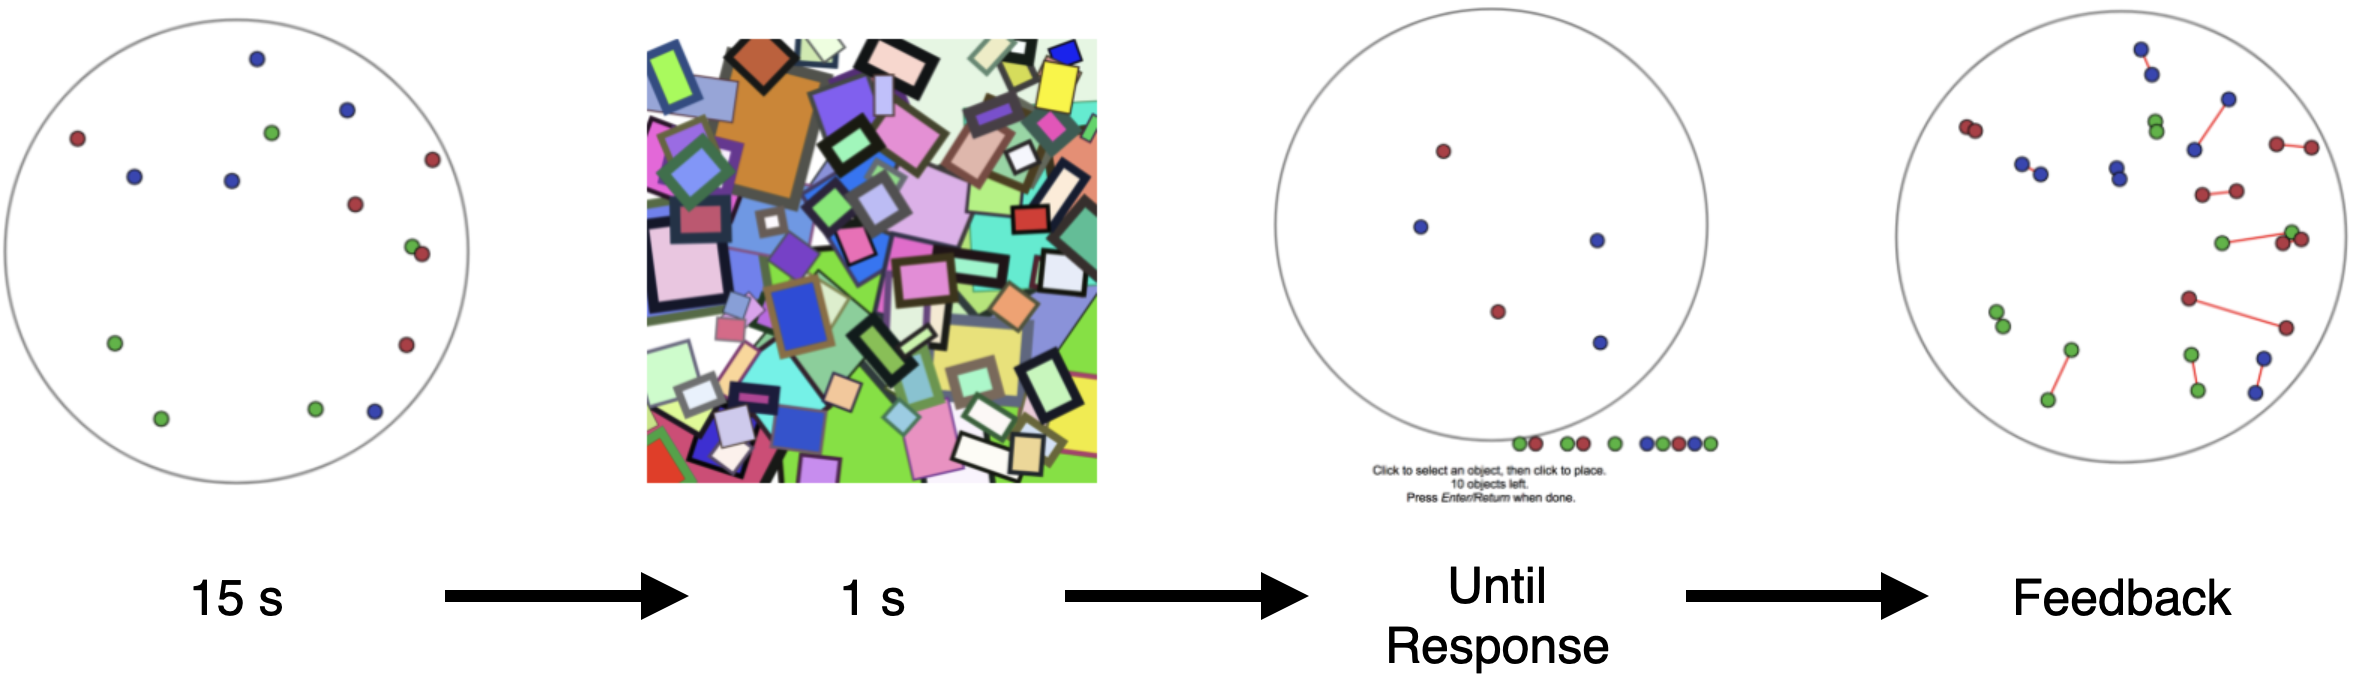 Click to select an object, then click to place.
10 objects left.
Press Enter/Return when done.
15 s
1 s
Until
Response
Feedback